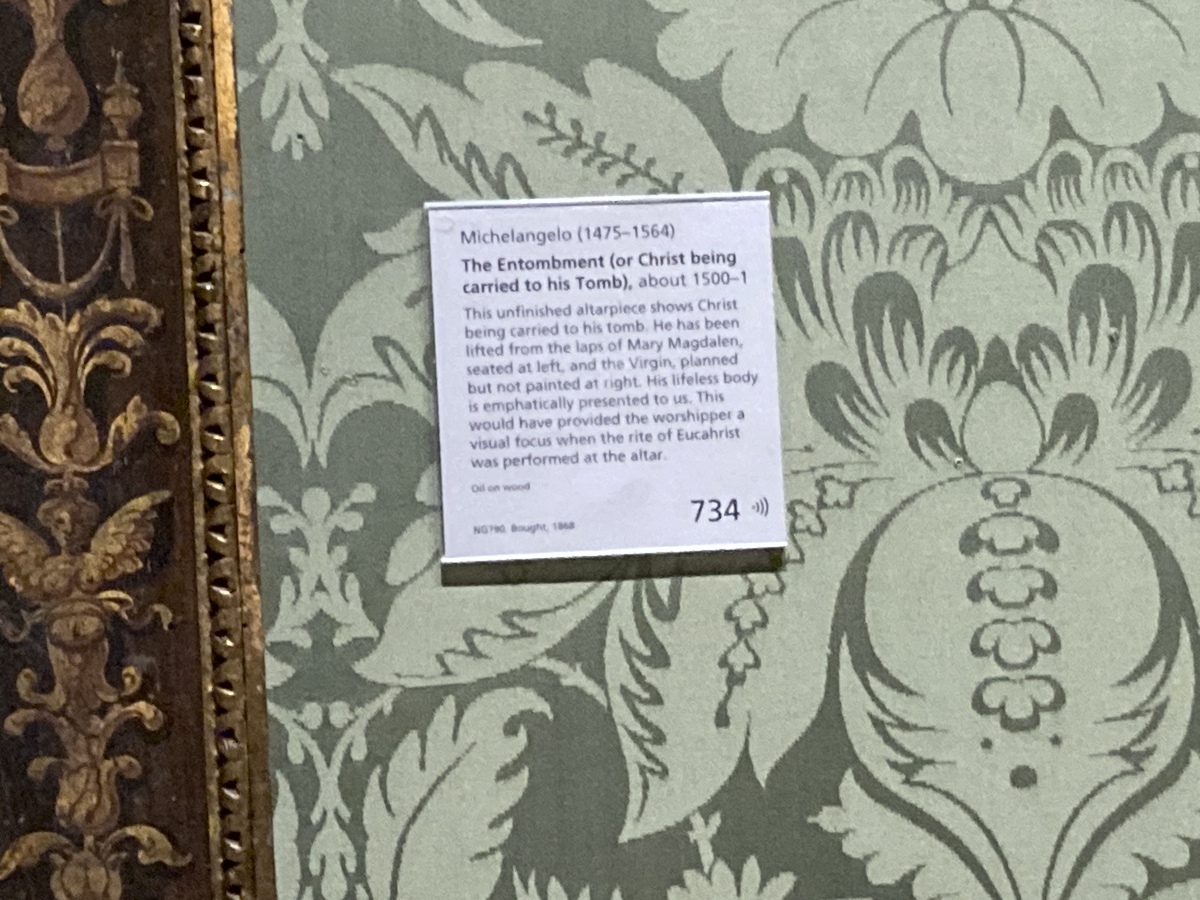 Michelangelo (1475–1564)
The Entombment (or Christ being
carried to his Tomb), about 1500–1
This unfinished altarpiece shows Christ
being carried to his tomb. He has been
lifted from the laps of Mary Magdalen,
seated at left, and the Virgin, planned
but not painted at right. His lifeless body
is emphatically presented to us. This
would have provided the worshipper a
visual focus when the rite of Eucahrist
was performed at the altar.
Oil on wood
734
NG790. Bought, 1868